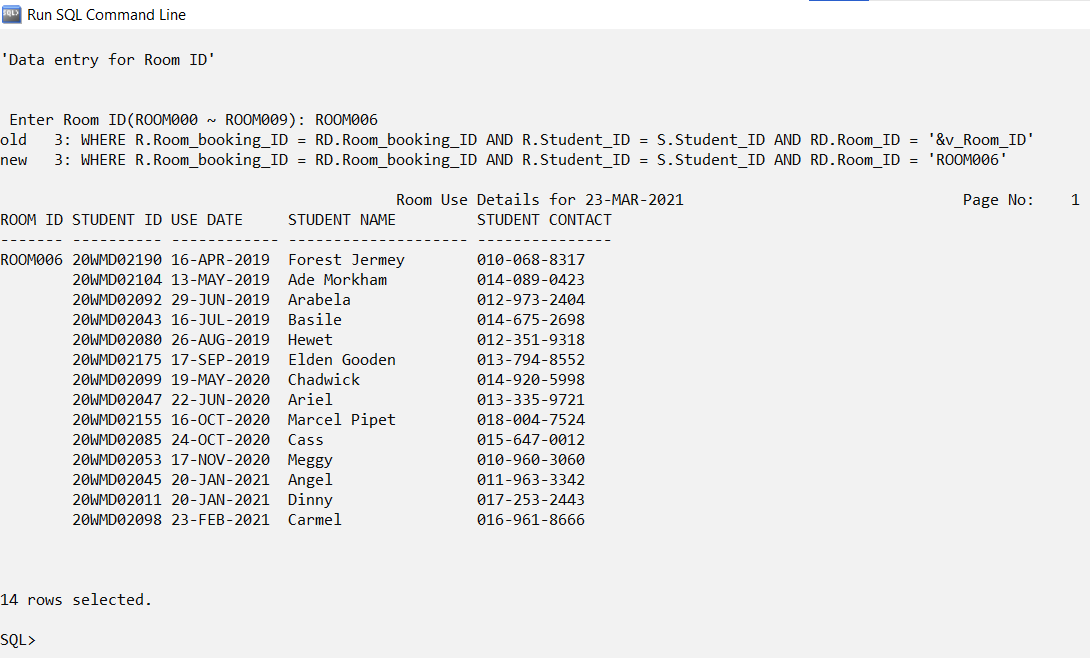 Run SQL Command Line
'Data entry for Room ID'
Enter Room ID(ROOM000 ~ ROOM009): ROOM006
old   3: WHERE R.Room_booking_ID = RD.Room_booking_ID AND R.Student_ID = S.Student_ID AND RD.Room_ID = '&v_Room_ID'
new   3: WHERE R.Room_booking_ID = RD.Room_booking_ID AND R.Student_ID = S.Student_ID AND RD.Room_ID = 'ROOM006'
Room Use Details for 23-MAR-2021                               Page No:    1
ROOM ID STUDENT ID USE DATE     STUDENT NAME         STUDENT CONTACT
------- ---------- ------------ -------------------- ---------------
ROOM006 20WMD02190 16-APR-2019  Forest Jermey        010-068-8317
        20WMD02104 13-MAY-2019  Ade Morkham          014-089-0423
        20WMD02092 29-JUN-2019  Arabela              012-973-2404
        20WMD02043 16-JUL-2019  Basile               014-675-2698
        20WMD02080 26-AUG-2019  Hewet                012-351-9318
        20WMD02175 17-SEP-2019  Elden Gooden         013-794-8552
        20WMD02099 19-MAY-2020  Chadwick             014-920-5998
        20WMD02047 22-JUN-2020  Ariel                013-335-9721
        20WMD02155 16-OCT-2020  Marcel Pipet         018-004-7524
        20WMD02085 24-OCT-2020  Cass                 015-647-0012
        20WMD02053 17-NOV-2020  Meggy                010-960-3060
        20WMD02045 20-JAN-2021  Angel                011-963-3342
        20WMD02011 20-JAN-2021  Dinny                017-253-2443
        20WMD02098 23-FEB-2021  Carmel               016-961-8666
14 rows selected.
SQL>